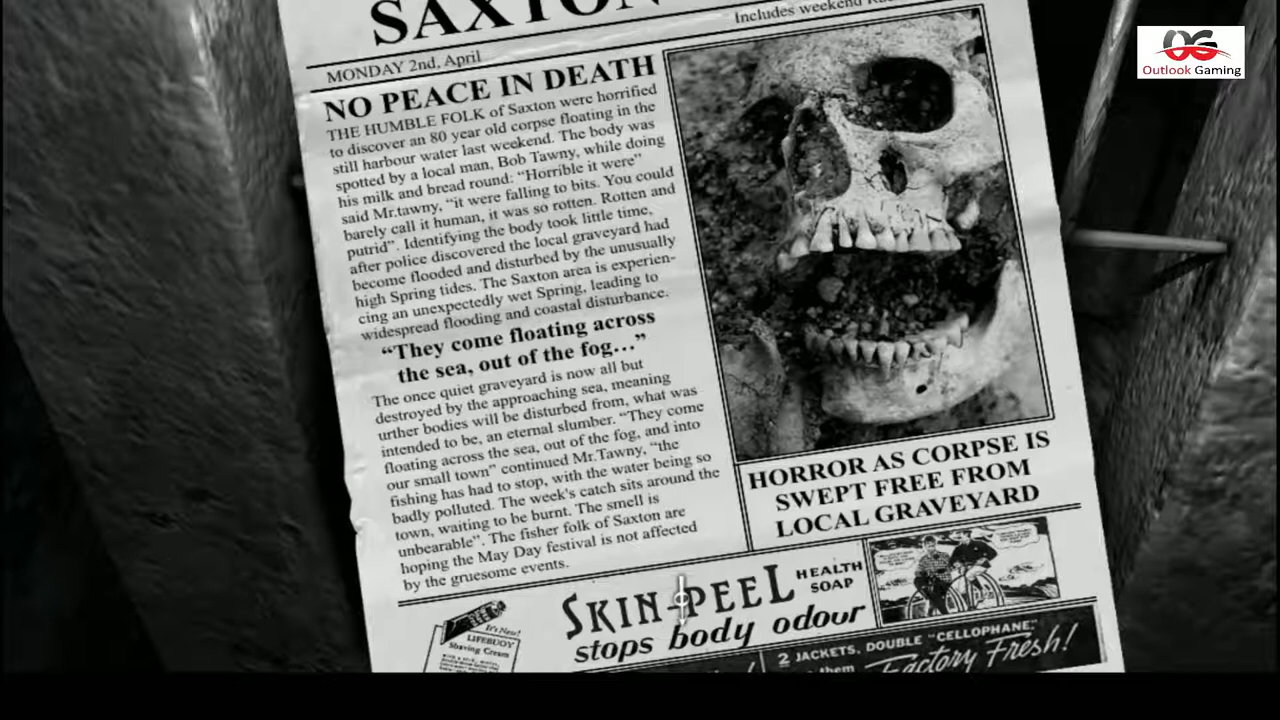 SAXTON
Includes weekend
MONDAY 2nd, April
NO PEACE IN DEATH
THE HUMBLE FOLK of Saxton were horrified
to discover an 80 year old corpse floating in the
still harbour water last weekend. The body was
spotted by a local man, Bob Tawny, while doing
his milk and bread round: “Horrible it were”
said Mr.tawny, “it were falling to bits. You could
barely call it human, it was so rotten. Rotten and
putrid”. Identifying the body took little time,
after police discovered the local graveyard had
become flooded and disturbed by the unusually
high Spring tides. The Saxton area is experien-
cing an unexpectedly wet Spring, leading to
widespread flooding and coastal disturbance.
“They come floating across
the sea, out of the fog...”
The once quiet graveyard is now all but
destroyed by the approaching sea, meaning
urther bodies will be disturbed from, what was
intended to be, an eternal slumber. “They come
floating across the sea, out of the fog, and into
our small town” continued Mr.Tawny, “the
fishing has had to stop, with the water being so
badly polluted. The week's catch sits around the
town, waiting to be burnt. The smell is
unbearable”. The fisher folk of Saxton are
hoping the May Day festival is not affected
by the gruesome events.
HORROR AS CORPSE IS
SWEPT FREE FROM
LOCAL GRAVEYARD
It's New!
LIFEBUOY
Shaving Cream
SKIN-PEEL HEALTH
SOAP
stops body odour
2 JACKETS, DOUBLE “CELLOPHANE,”
them
Factory Fresh!
OG
Outlook Gaming